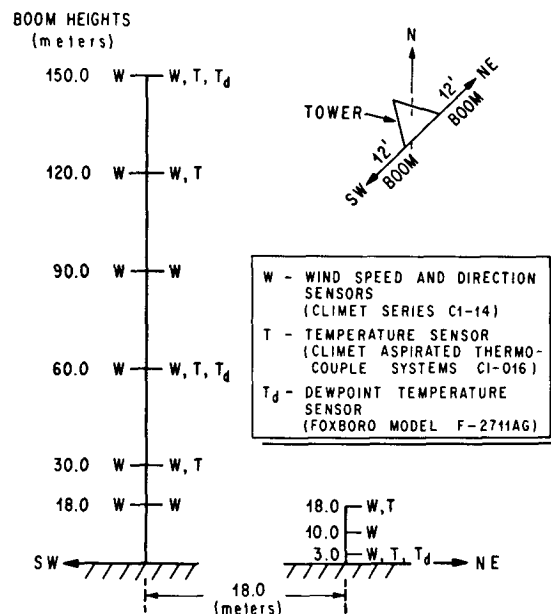 BOOM HEIGHTS
(meters)
150.0 W W, T, Td
120.0 W W, T
90.0 W W
60.0 W W, T, Td
30.0 W W, T
18.0 W W
SW
N
NE
12'
BOOM
TOWER
12'
BOOM
SW
W - WIND SPEED AND DIRECTION
SENSORS
(CLIMET SERIES C1-14)
T - TEMPERATURE SENSOR
(CLIMET ASPIRATED THERMO-
COUPLE SYSTEMS CI-016)
Td - DEWPOINT TEMPERATURE
SENSOR
(FOXBORO MODEL F-2711AG)
18.0 W, T
10.0 W
3.0 W, T, Td
NE
18.0
(meters)